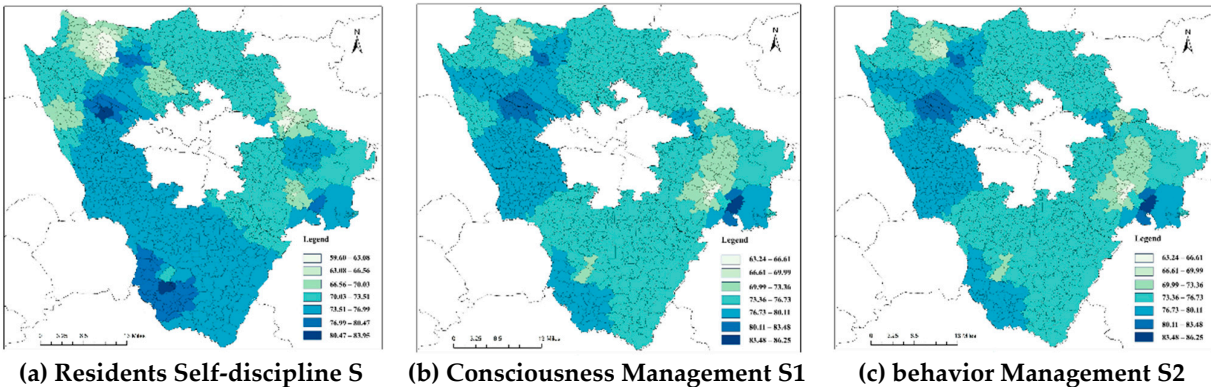 N
Legend
59.60 – 63.08
63.08 – 66.56
66.56 – 70.03
70.03 – 73.51
73.51 – 76.99
76.99 – 80.47
80.47 – 83.95
(a) Residents Self-discipline S
N
Legend
63.24 – 66.61
66.61 – 69.99
69.99 – 73.36
73.36 – 76.73
76.73 – 80.11
80.11 – 83.48
83.48 – 86.25
(b) Consciousness Management S1
N
Legend
66.61 – 69.99
69.99 – 73.36
73.36 – 76.73
76.73 – 80.11
80.11 – 83.48
83.48 – 86.25
(c) behavior Management S2